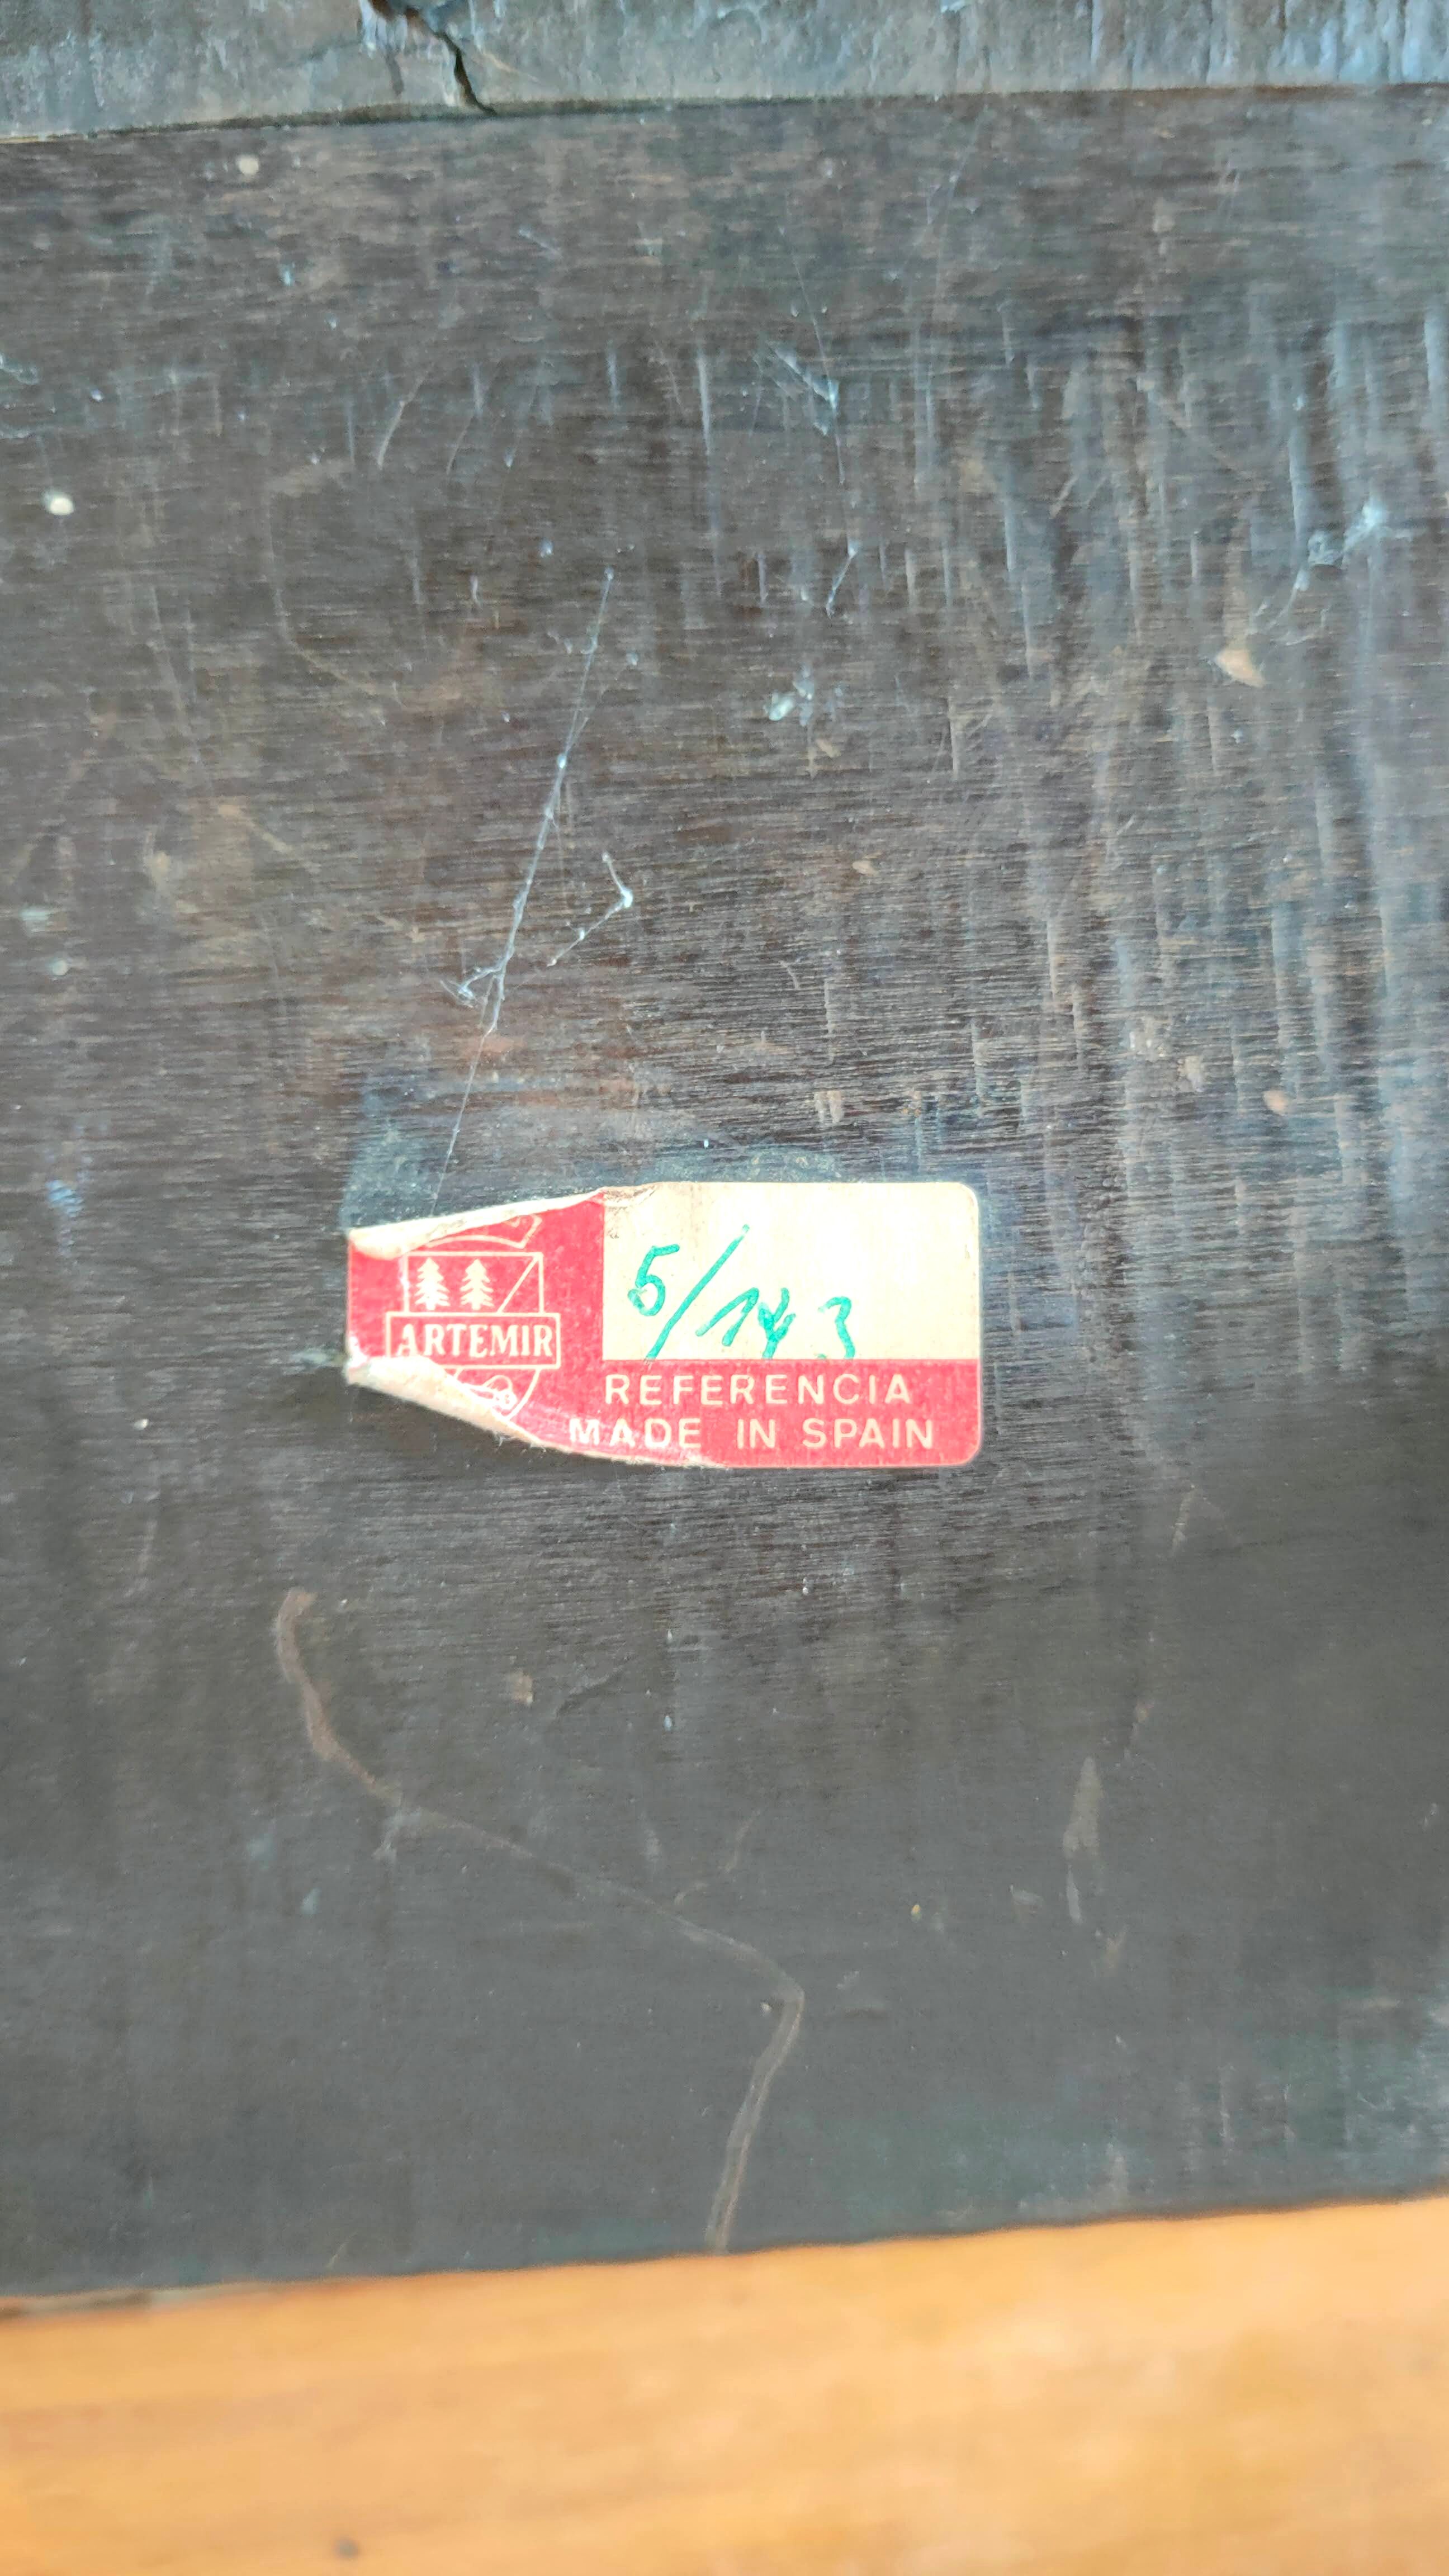 5/143
ARTEMIR
REFERENCIA
MADE IN SPAIN